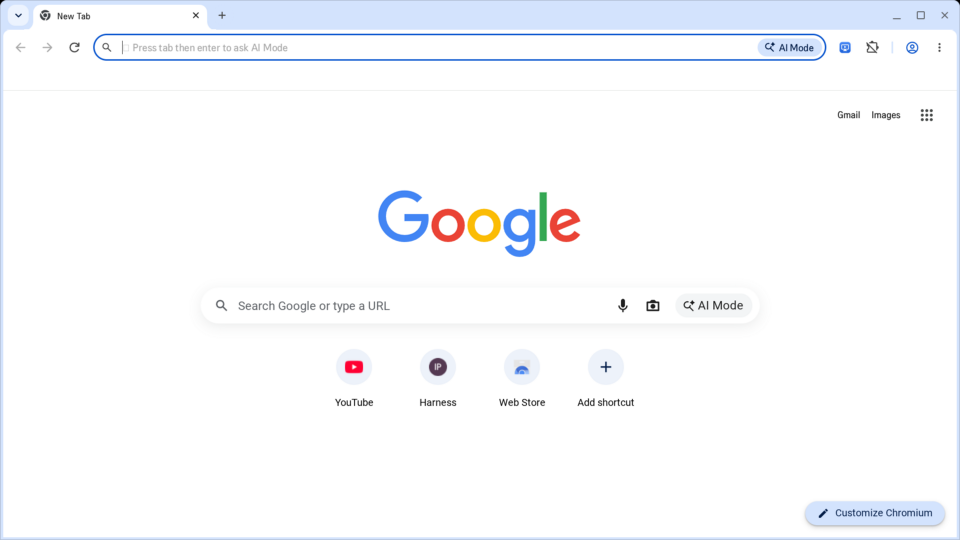 New Tab
Press tab then enter to ask AI Mode
AI Mode
Gmail
Images
Google
Search Google or type a URL
AI Mode
IP
YouTube
Harness
Web Store
Add shortcut
Customize Chromium